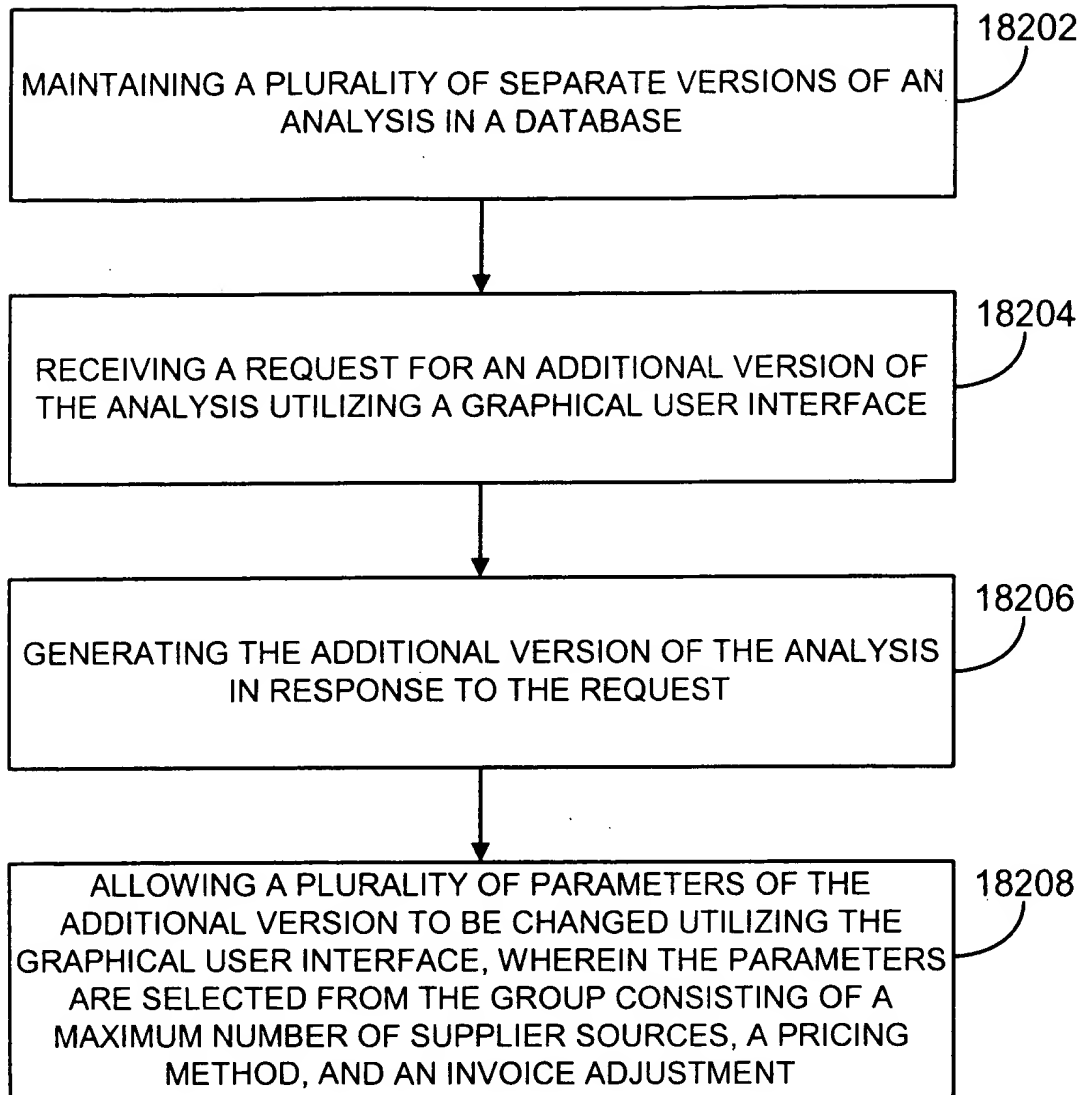 18202
MAINTAINING A PLURALITY OF SEPARATE VERSIONS OF AN
ANALYSIS IN A DATABASE
18204
RECEIVING A REQUEST FOR AN ADDITIONAL VERSION OF
THE ANALYSIS UTILIZING A GRAPHICAL USER INTERFACE
18206
GENERATING THE ADDITIONAL VERSION OF THE ANALYSIS
IN RESPONSE TO THE REQUEST
18208
ALLOWING A PLURALITY OF PARAMETERS OF THE
ADDITIONAL VERSION TO BE CHANGED UTILIZING THE
GRAPHICAL USER INTERFACE, WHEREIN THE PARAMETERS
ARE SELECTED FROM THE GROUP CONSISTING OF A
MAXIMUM NUMBER OF SUPPLIER SOURCES, A PRICING
METHOD, AND AN INVOICE ADJUSTMENT